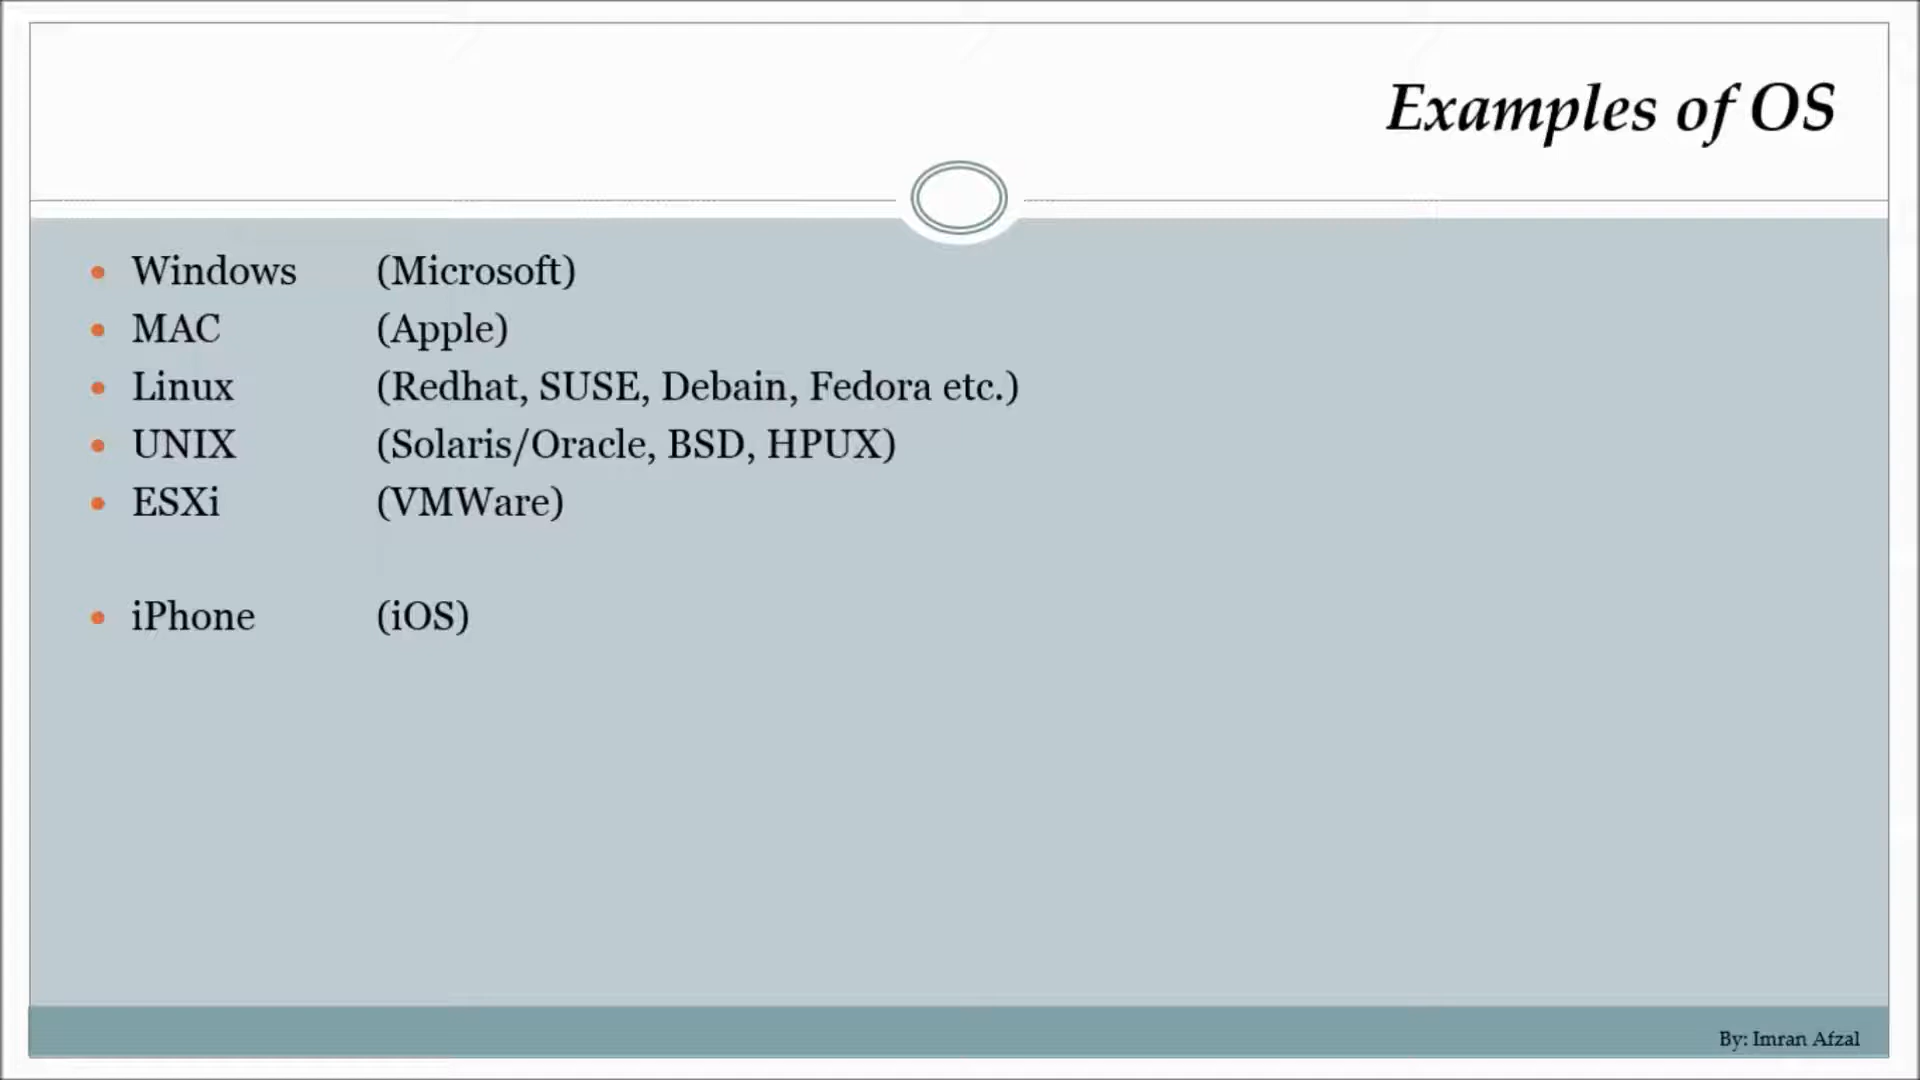 Examples of OS
Windows (Microsoft)
MAC (Apple)
Linux (Redhat, SUSE, Debain, Fedora etc.)
UNIX (Solaris/Oracle, BSD, HPUX)
ESXi (VMWare)
iPhone (iOS)
By: Imran Afzal